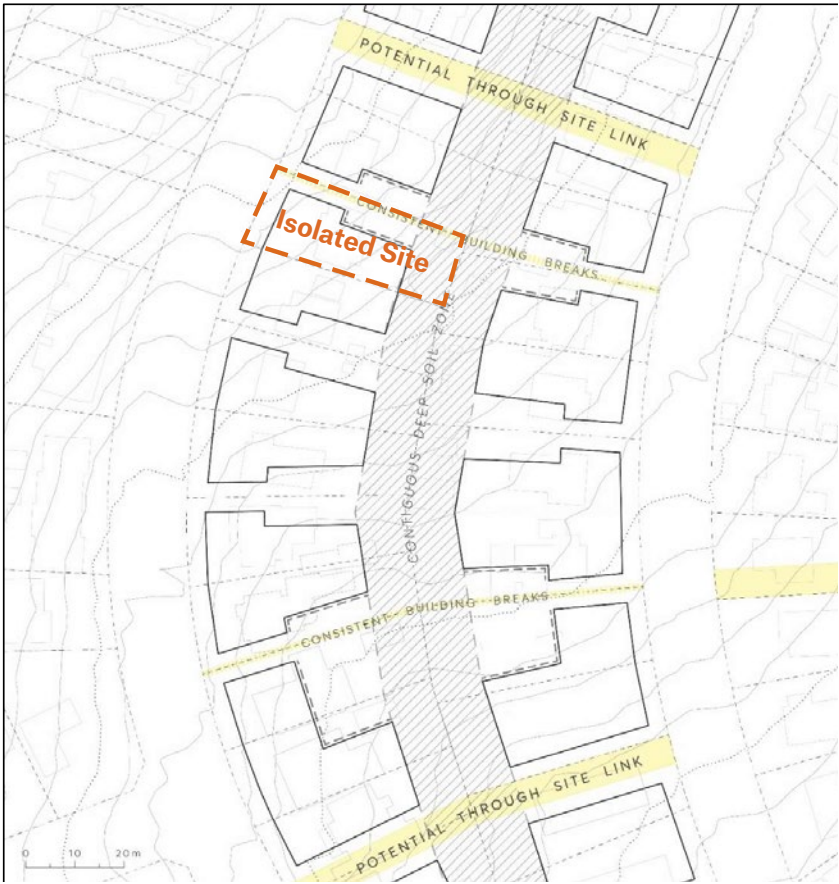 POTENTIAL THROUGH SITE LINK
CONSISTENT BUILDING BREAKS
Isolated Site
CONTIGUOUS DEEP SOIL ZONE
CONSISTENT BUILDING BREAKS
POTENTIAL THROUGH SITE LINK
0 10 20m